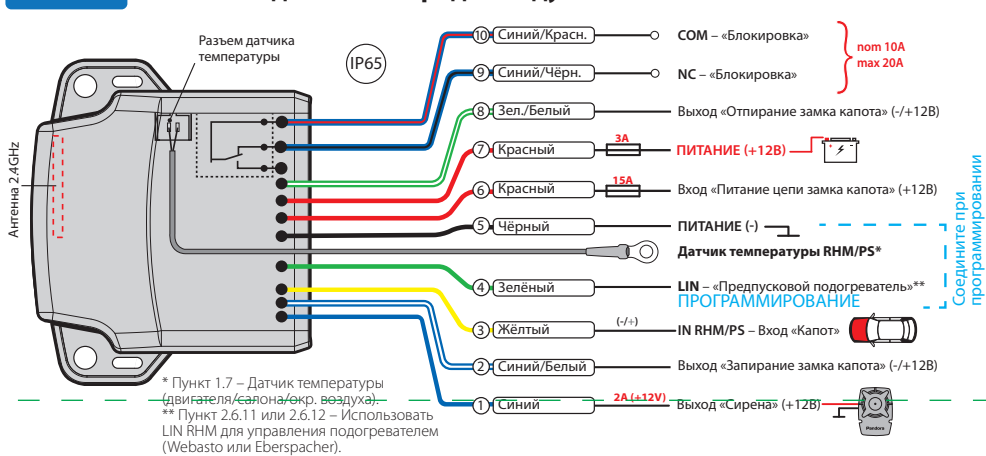 Разъем датчика
температуры
IP65
Антенна 2.4GHz
10 Синий/Красн. COM – «Блокировка»
nom 10A
max 20A
9 Синий/Чёрн. NC – «Блокировка»
8 Зел./Белый Выход «Отпирание замка капота» (-/+12В)
7 Красный 3A ПИТАНИЕ (+12В)
6 Красный 15A Вход «Питание цепи замка капота» (+12В)
5 Чёрный ПИТАНИЕ (-)
Датчик температуры RHM/PS*
4 Зелёный LIN – «Предпусковой подогреватель»**
ПРОГРАММИРОВАНИЕ
Соедините при
программировании
3 Жёлтый (-/+) IN RHM/PS – Вход «Капот»
2 Синий/Белый Выход «Запирание замка капота» (-/+12В)
1 Синий 2A (+12V) Выход «Сирена» (+12В)
Pandora
* Пункт 1.7 – Датчик температуры
(двигателя/салона/окр. воздуха).
** Пункт 2.6.11 или 2.6.12 – Использовать
LIN RHM для управления подогревателем
(Webasto или Eberspacher).